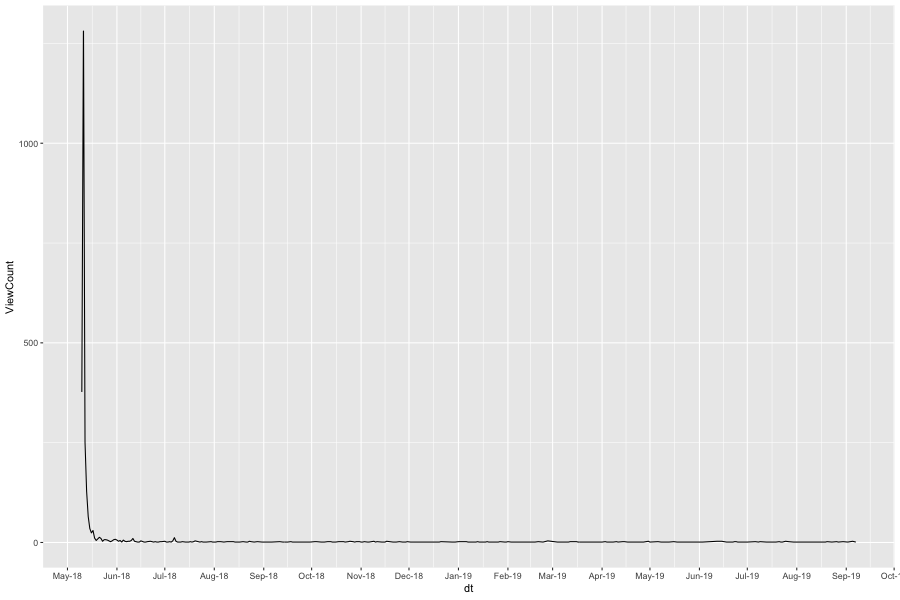 1000
500
0
ViewCount
May-18 Jun-18 Jul-18 Aug-18 Sep-18 Oct-18 Nov-18 Dec-18 Jan-19 Feb-19 Mar-19 Apr-19 May-19 Jun-19 Jul-19 Aug-19 Sep-19 Oct-1
dt